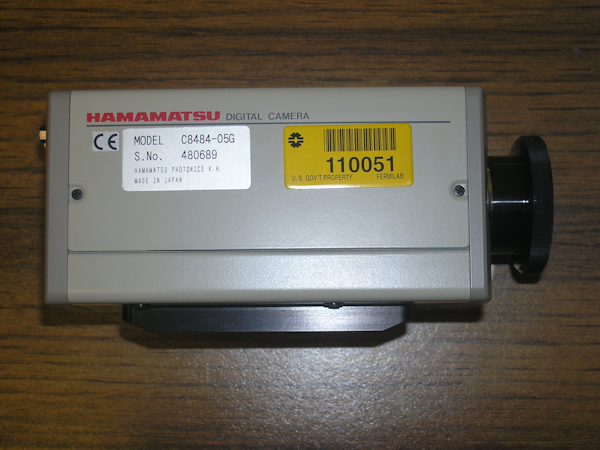 HAMAMATSU DIGITAL CAMERA
CE MODEL C8484-05G
S.No. 480689
HAMAMATSU PHOTONICS K.K.
MADE IN JAPAN
110051
U.S. GOV'T PROPERTY FERMILAB